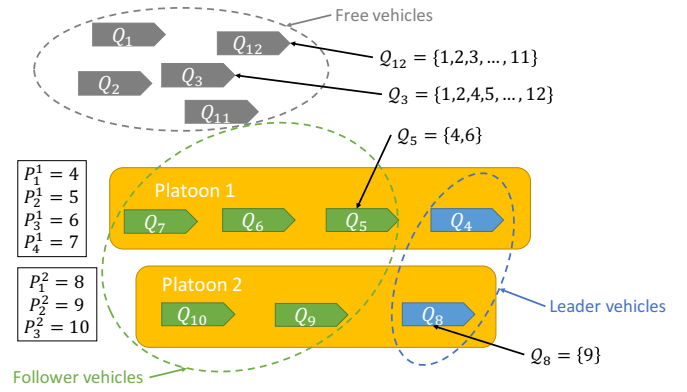 Free vehicles
Q₁
Q₁₂
𝒬₁₂ = {1,2,3, … , 11}
Q₂
Q₃
𝒬₃ = {1,2,4,5, … , 12}
Q₁₁
𝒬₅ = {4,6}
P₁¹ = 4
P₂¹ = 5
P₃¹ = 6
P₄¹ = 7
Platoon 1
Q₇
Q₆
Q₅
Q₄
P₁² = 8
P₂² = 9
P₃² = 10
Platoon 2
Q₁₀
Q₉
Q₈
Leader vehicles
𝒬₈ = {9}
Follower vehicles